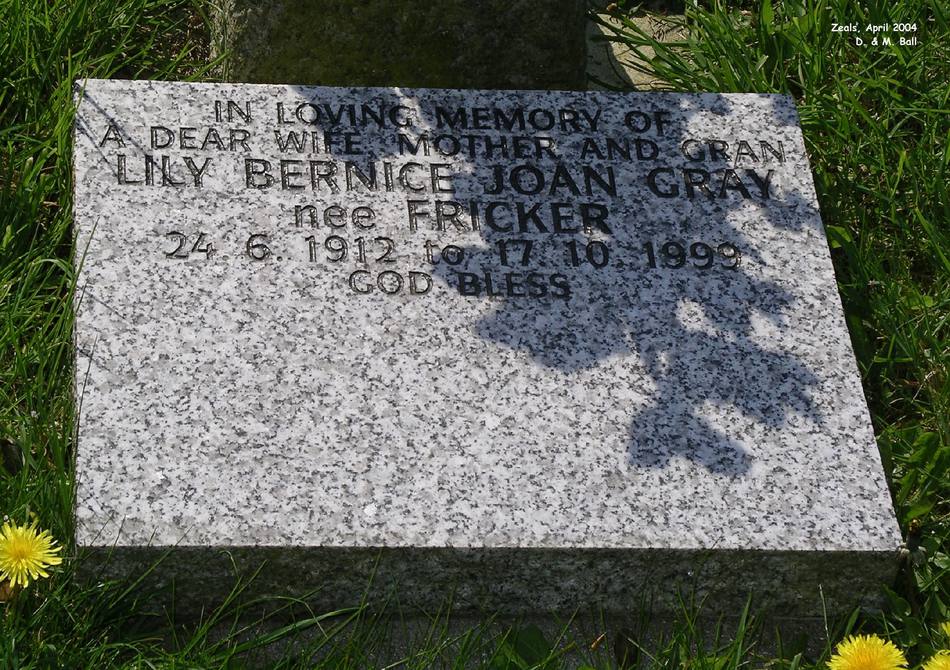 Zeals, April 2004
D. & M. Ball
IN LOVING MEMORY OF
A DEAR WIFE MOTHER AND GRAN
LILY BERNICE JOAN GRAY
nee FRICKER
24. 6. 1912 to 17. 10. 1999
GOD BLESS